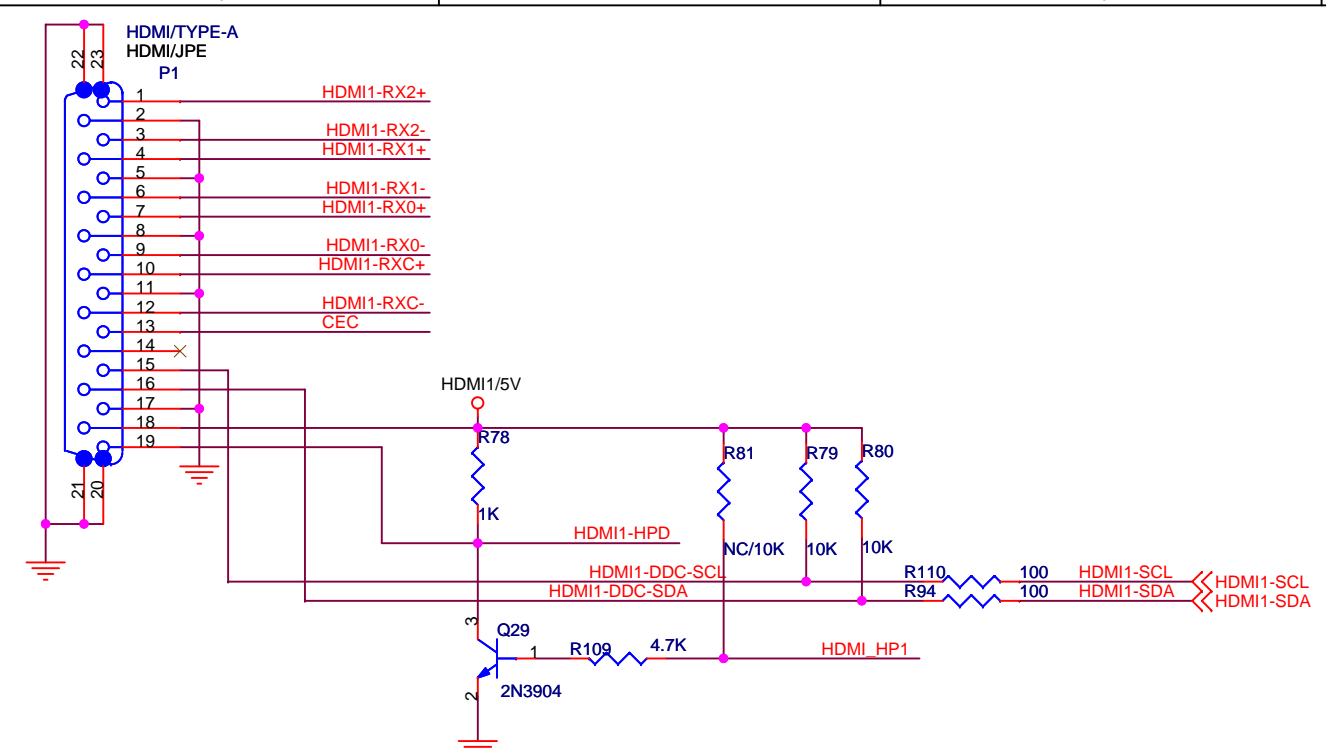 HDMI/TYPE-A
HDMI/JPE
P1
22
23
1
HDMI1-RX2+
2
3
HDMI1-RX2-
4
HDMI1-RX1+
5
6
HDMI1-RX1-
7
HDMI1-RX0+
8
9
HDMI1-RX0-
10
HDMI1-RXC+
11
12
HDMI1-RXC-
13
CEC
14
15
16
17
18
19
21
20
HDMI1/5V
R78
1K
R81
NC/10K
R79
10K
R80
10K
HDMI1-HPD
HDMI1-DDC-SCL
R110
100
HDMI1-SCL
HDMI1-SCL
HDMI1-DDC-SDA
R94
100
HDMI1-SDA
HDMI1-SDA
3
Q29
1
R109
4.7K
HDMI_HP1
2
2N3904